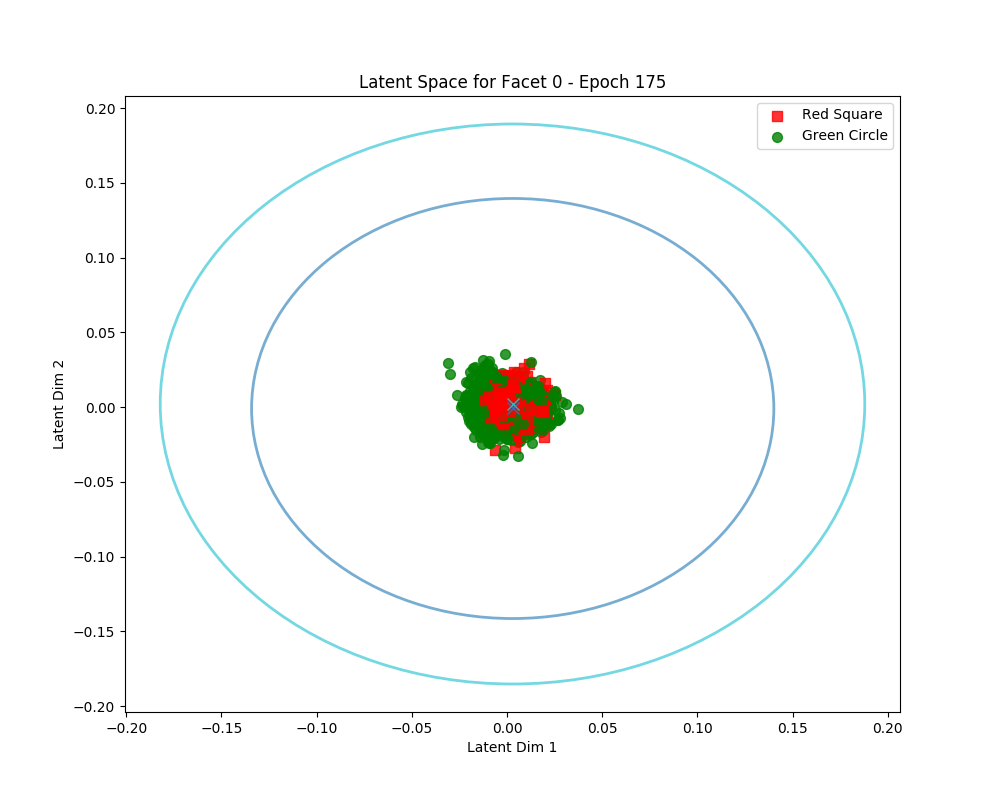 Latent Space for Facet 0 - Epoch 175
Red Square
Green Circle
0.20
0.15
0.10
0.05
0.00
−0.05
−0.10
−0.15
−0.20
Latent Dim 2
−0.20 −0.15 −0.10 −0.05 0.00 0.05 0.10 0.15 0.20
Latent Dim 1